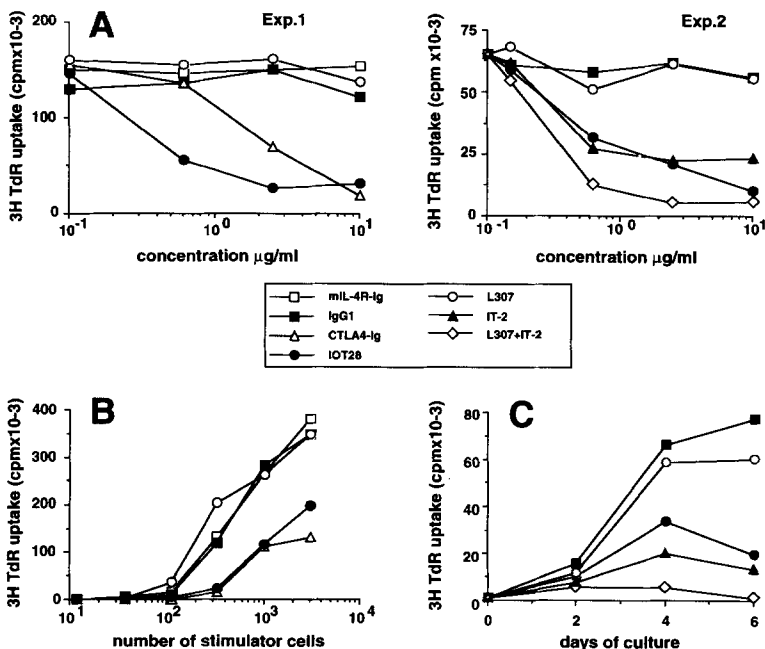 A
Exp.1
Exp.2
3H TdR uptake (cpmx10-3)
200
100
0
10-1
10 0
10 1
concentration µg/ml
3H TdR uptake (cpm x10-3)
75
50
25
0
10-1
10 0
10 1
concentration µg/ml
mIL-4R-Ig
IgG1
CTLA4-Ig
IOT28
L307
IT-2
L307+IT-2
B
3H TdR uptake (cpmx10-3)
400
300
200
100
0
10 1
10 2
10 3
10 4
number of stimulator cells
C
3H TdR uptake (cpmx10-3)
80
60
40
20
0
0
2
4
6
days of culture